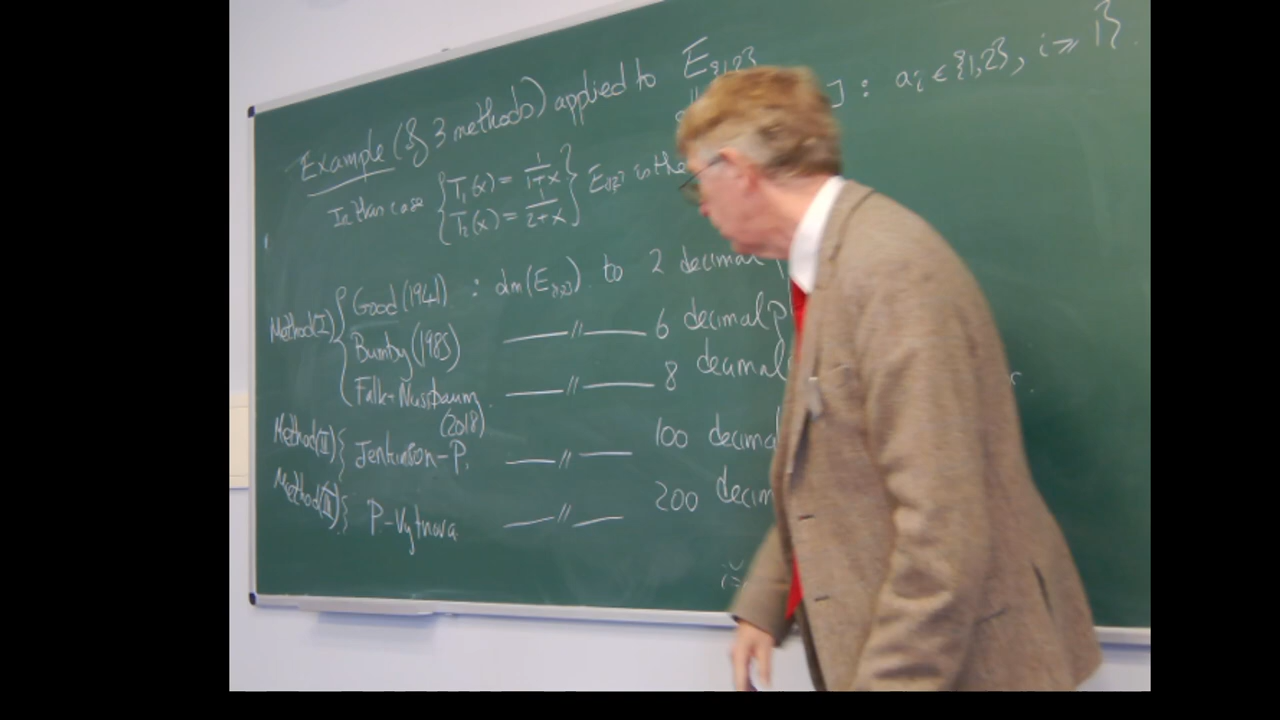 Example (of 3 methods) applied to E{1,2}
] : ai ∈ {1,2}, i ≥ 1}.
In this case { T1(x) = 1/(1+x) } E{1,2} is the
T2(x) = 1/(2+x)
Method(I) { Good (1941) : dim(E{1,2}) to 2 decimal p
Bumby (1985) —//— 6 decimal p
Falk-Nussbaum (2018) —//— 8 decimal
Method(II) { Jenkinson-P. —//— 100 decimal
Method(III) { P-Vytnova —//— 200 decim